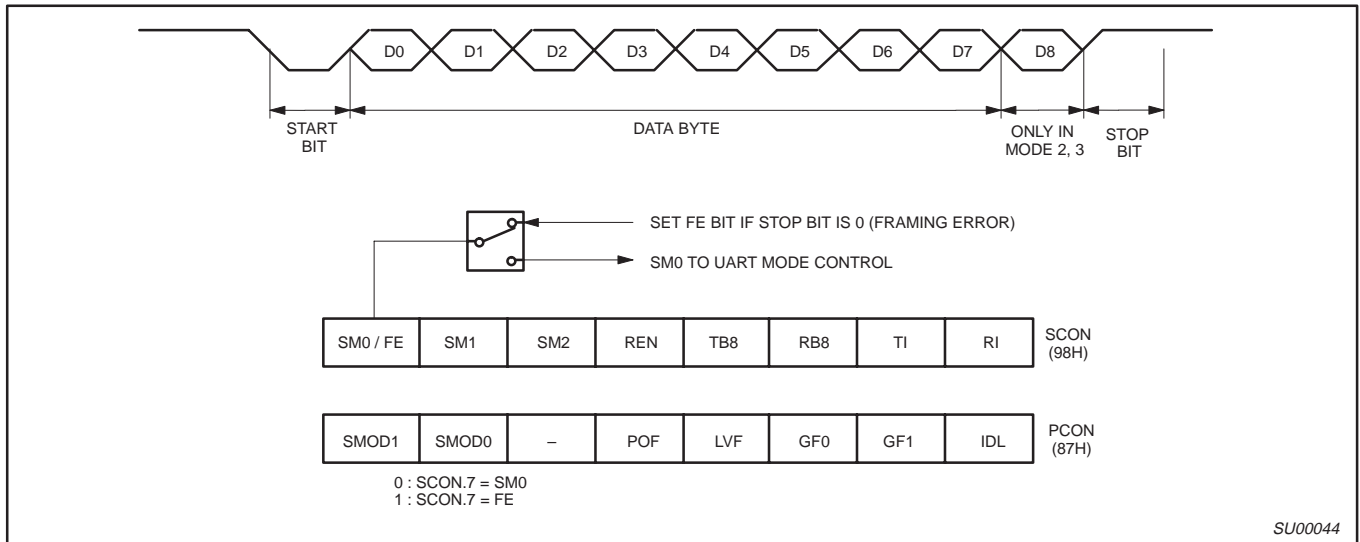 D0 D1 D2 D3 D4 D5 D6 D7 D8
START
BIT
DATA BYTE
ONLY IN
MODE 2, 3
STOP
BIT
SET FE BIT IF STOP BIT IS 0 (FRAMING ERROR)
SM0 TO UART MODE CONTROL
SM0 / FE SM1 SM2 REN TB8 RB8 TI RI
SCON
(98H)
SMOD1 SMOD0 – POF LVF GF0 GF1 IDL
PCON
(87H)
0 : SCON.7 = SM0
1 : SCON.7 = FE
SU00044